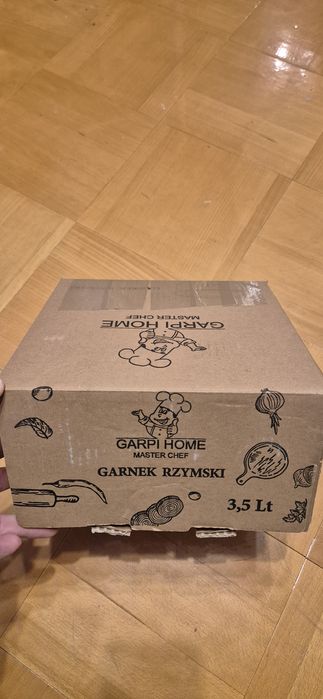 GARPI HOME
MASTER CHEF
GARPI HOME
MASTER CHEF
GARNEK RZYMSKI
3,5 Lt